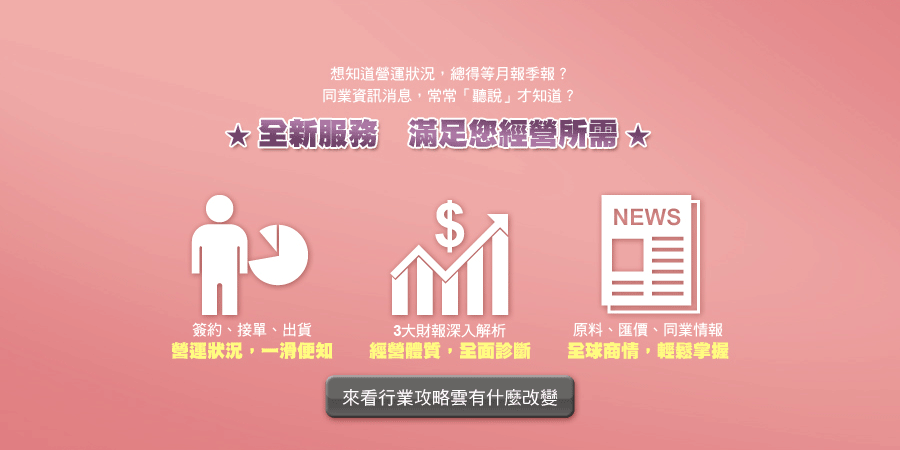 想知道營運狀況，總得等月報季報？
同業資訊消息，常常「聽說」才知道？
★ 全新服務　滿足您經營所需 ★
$
NEWS
簽約、接單、出貨
營運狀況，一滑便知
3大財報深入解析
經營體質，全面診斷
原料、匯價、同業情報
全球商情，輕鬆掌握
來看行業攻略雲有什麼改變